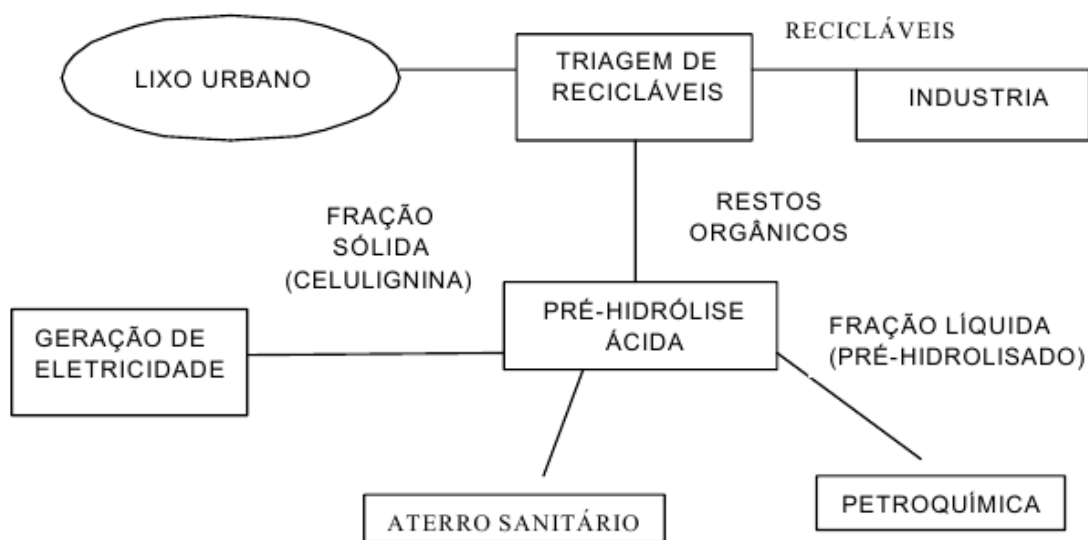 RECICLÁVEIS
LIXO URBANO
TRIAGEM DE
RECICLÁVEIS
INDUSTRIA
RESTOS
ORGÂNICOS
FRAÇÃO
SÓLIDA
(CELULIGNINA)
PRÉ-HIDRÓLISE
ÁCIDA
FRAÇÃO LÍQUIDA
(PRÉ-HIDROLISADO)
GERAÇÃO DE
ELETRICIDADE
ATERRO SANITÁRIO
PETROQUÍMICA